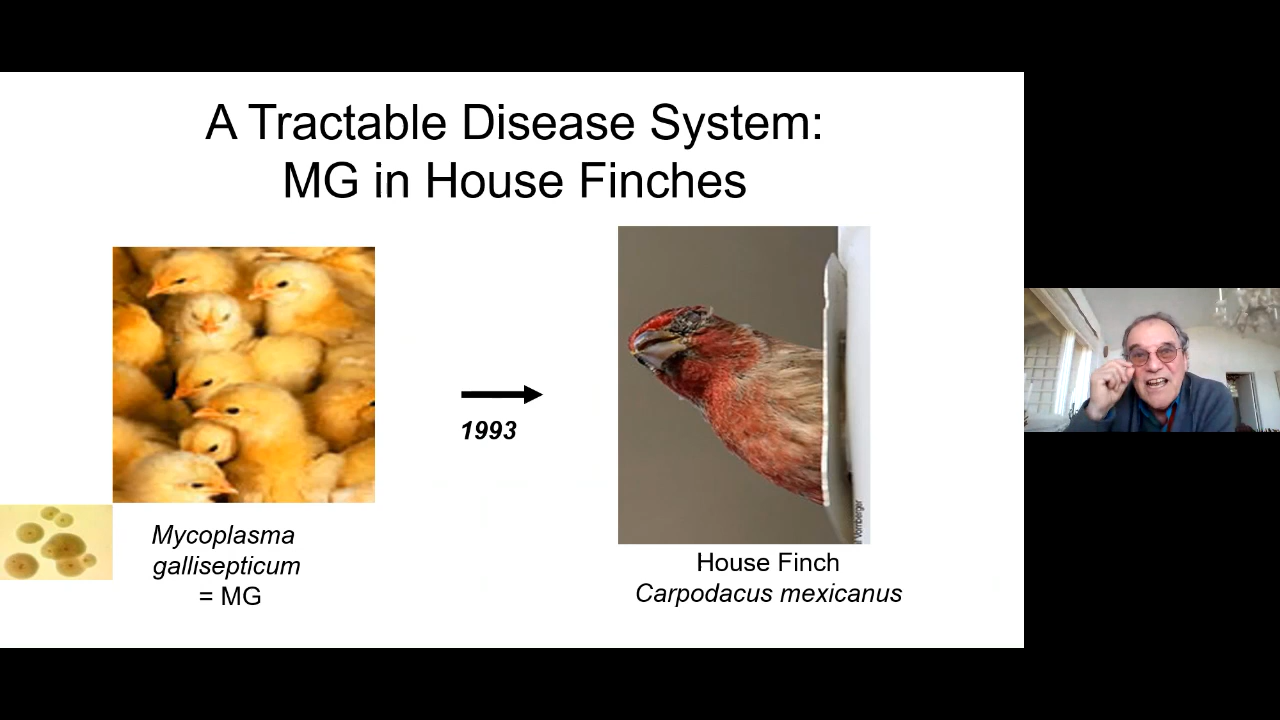 A Tractable Disease System:
MG in House Finches
1993
Mycoplasma
gallisepticum
= MG
House Finch
Carpodacus mexicanus